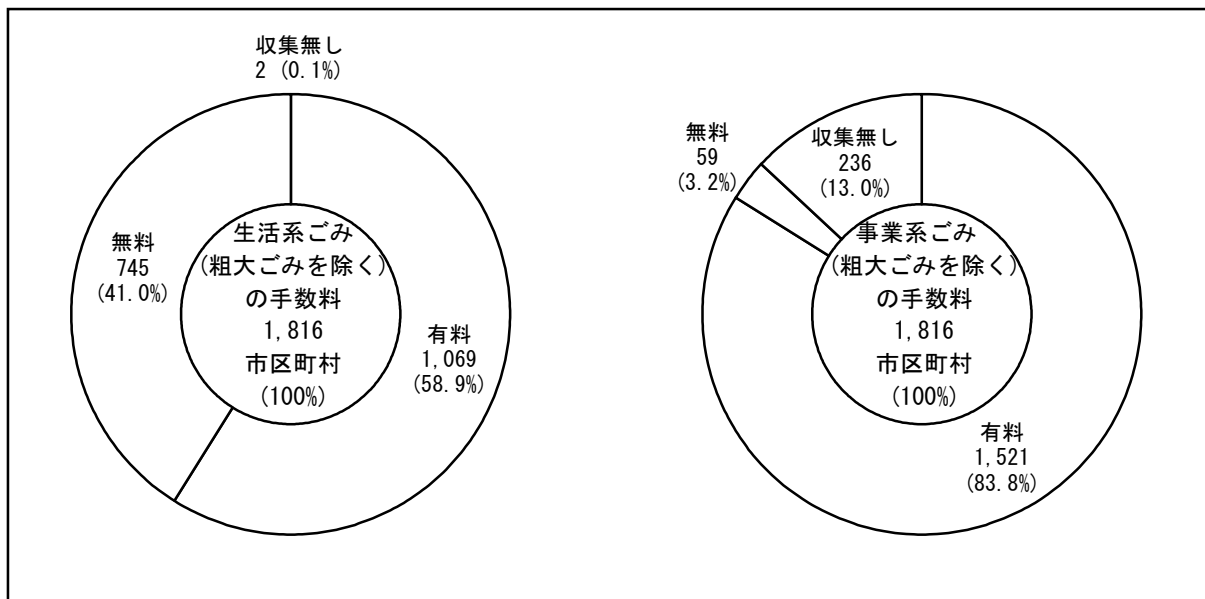 収集無し
2 (0.1%)
無料
745
(41.0%)
生活系ごみ
(粗大ごみを除く)
の手数料
1,816
市区町村
(100%)
有料
1,069
(58.9%)
無料
59
(3.2%)
収集無し
236
(13.0%)
事業系ごみ
(粗大ごみを除く)
の手数料
1,816
市区町村
(100%)
有料
1,521
(83.8%)